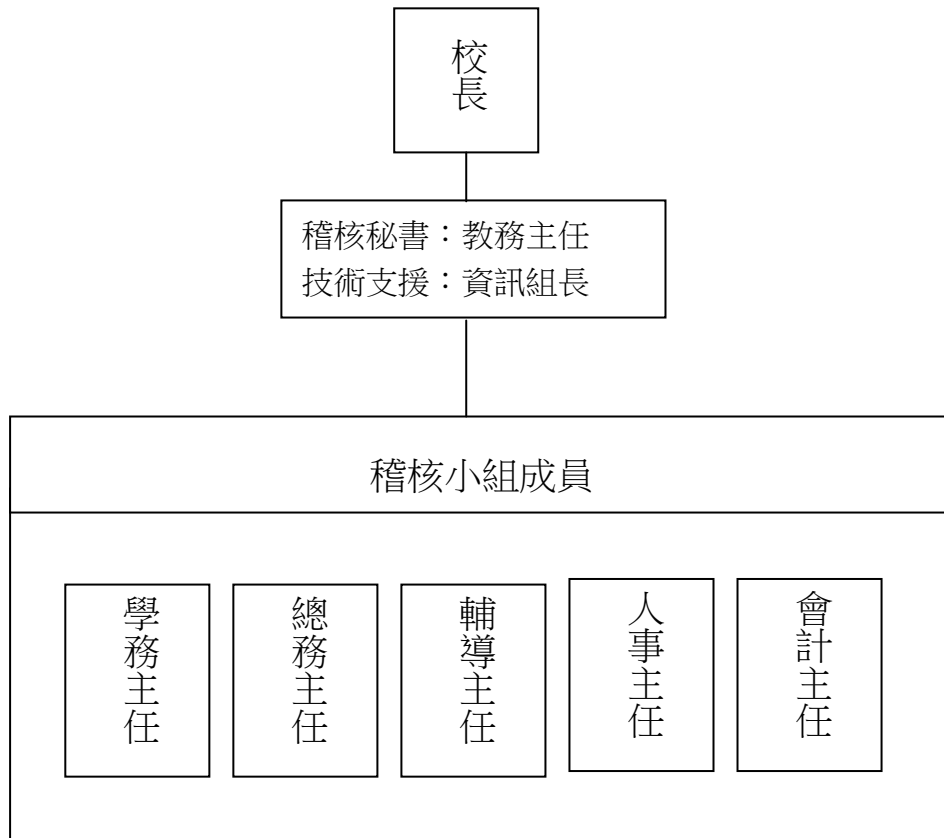 校長
稽核秘書：教務主任
技術支援：資訊組長
稽核小組成員
學務主任
總務主任
輔導主任
人事主任
會計主任